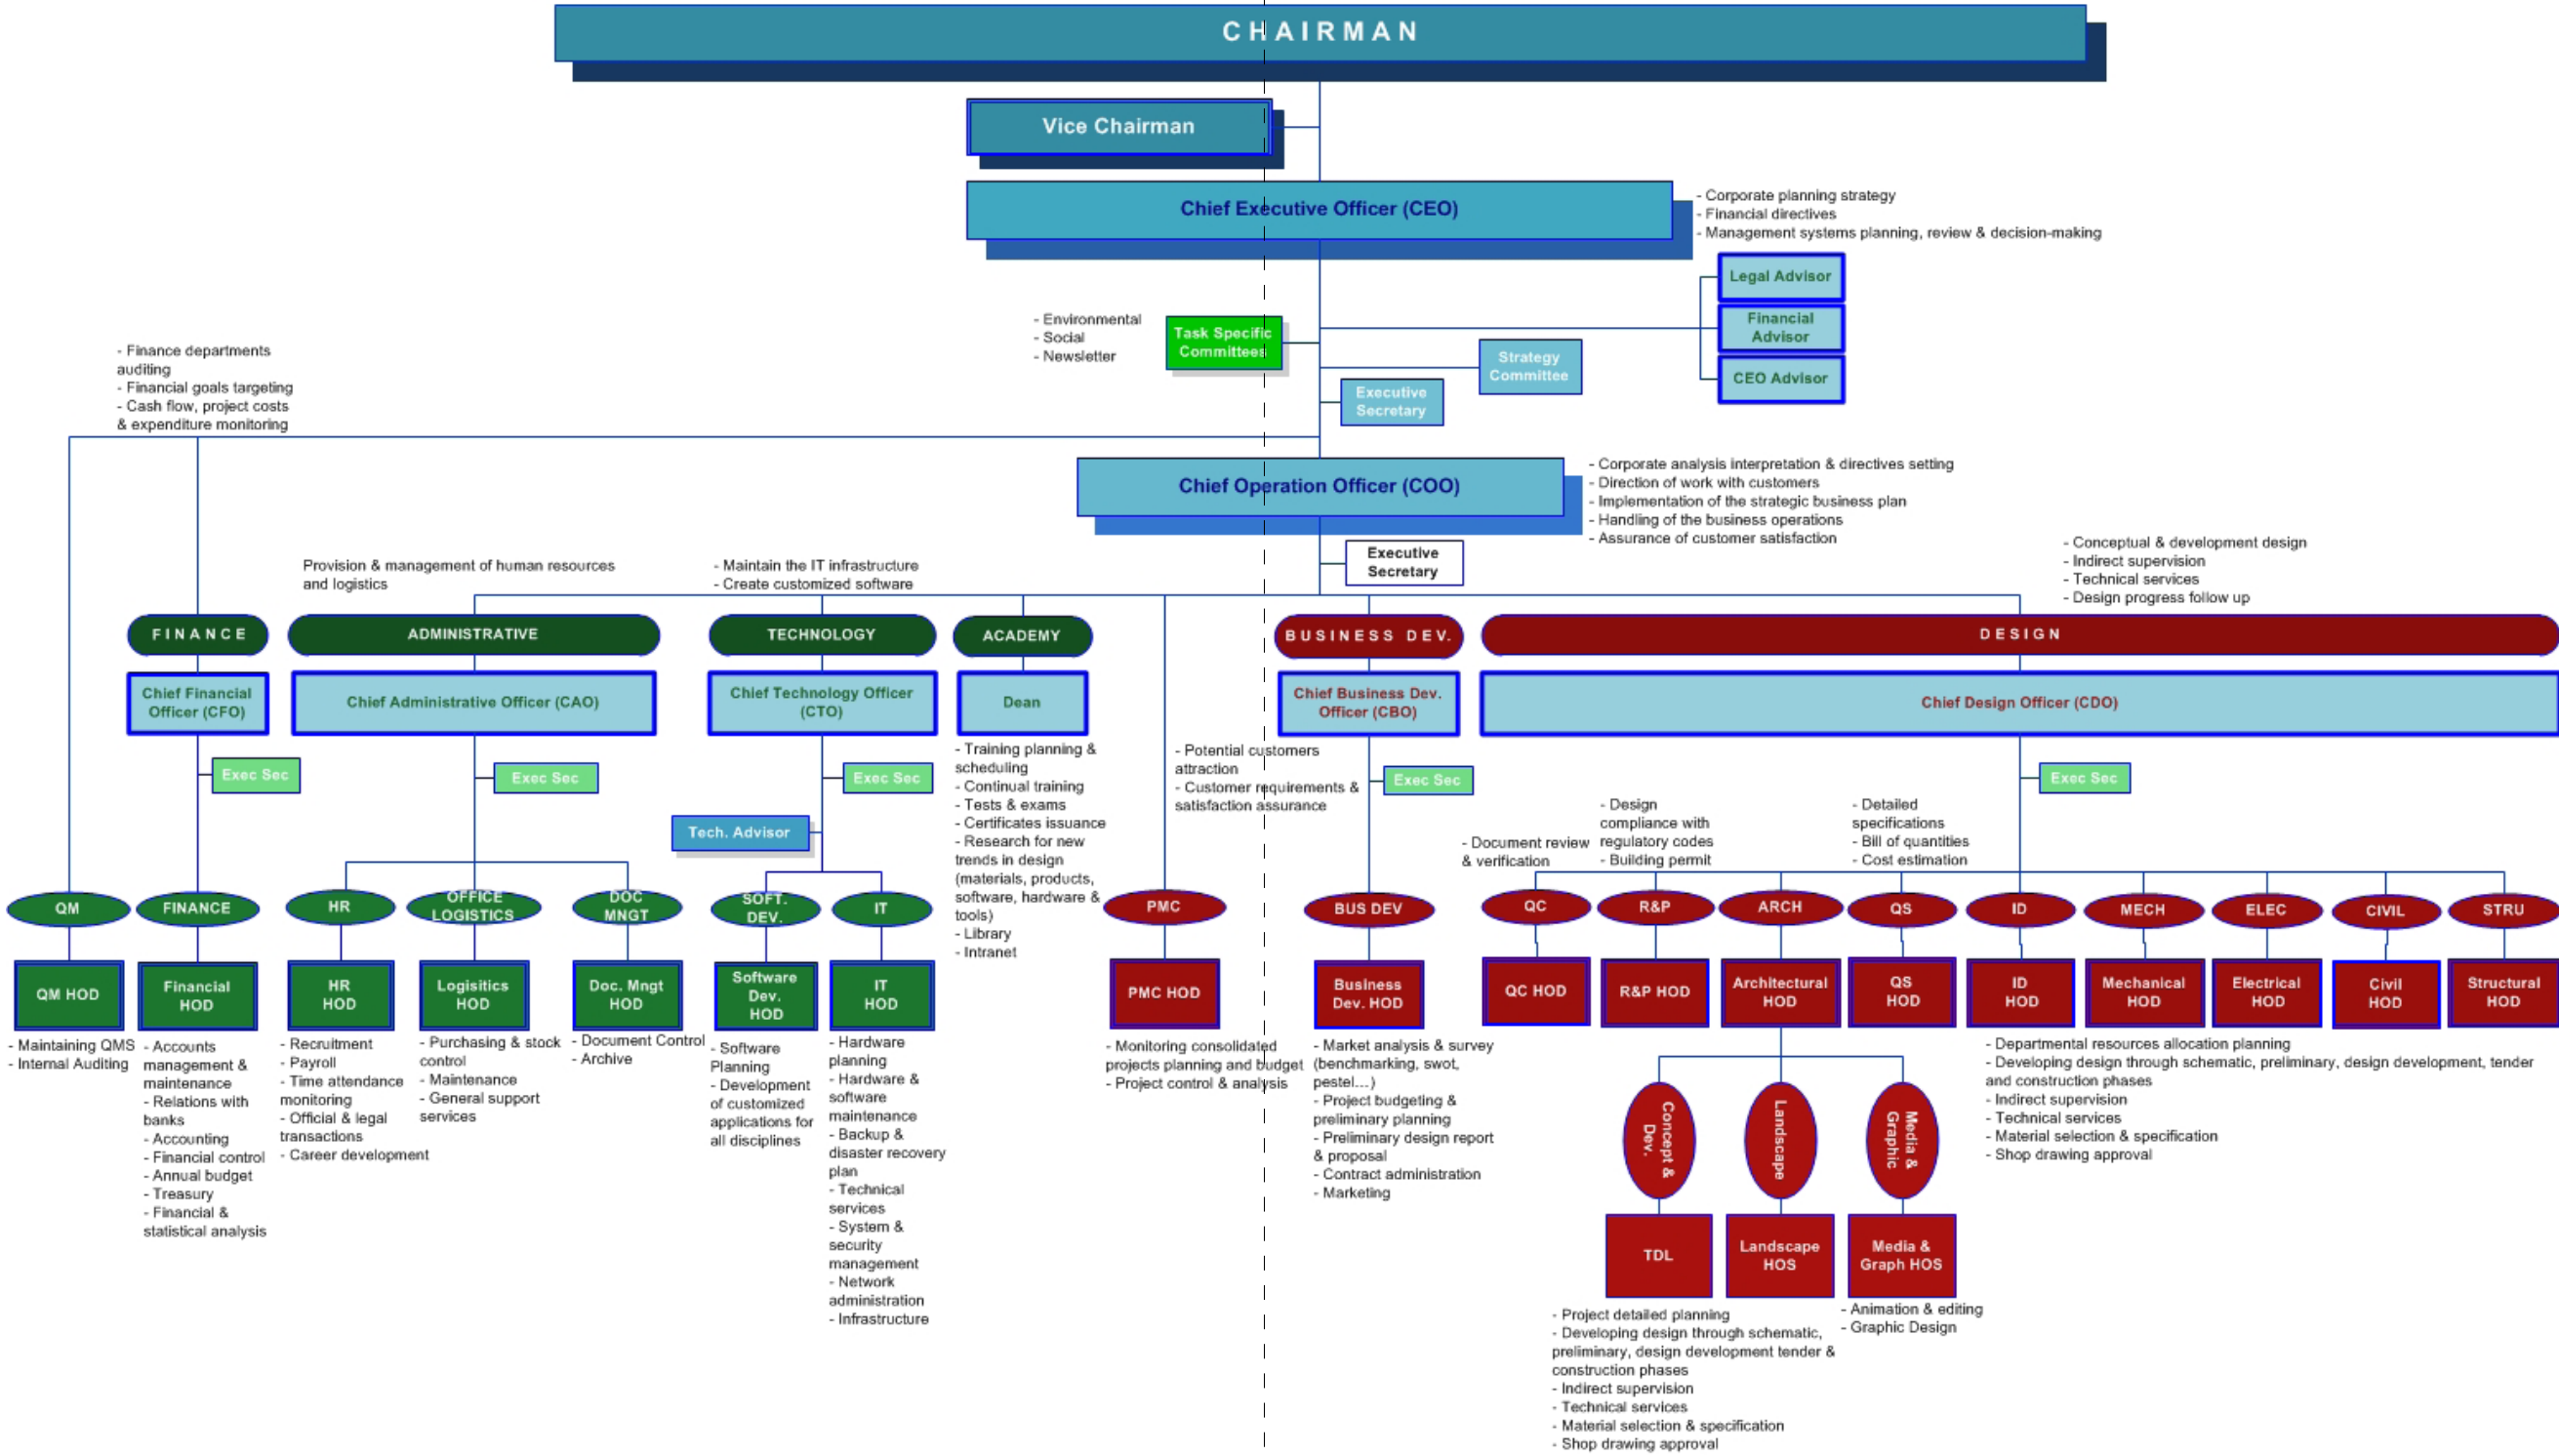 CHAIRMAN
Vice Chairman
Chief Executive Officer (CEO)
- Corporate planning strategy
- Financial directives
- Management systems planning, review & decision-making
Legal Advisor
Financial
Advisor
CEO Advisor
- Environmental
- Social
- Newsletter
Task Specific
Committees
Strategy
Committee
Executive
Secretary
- Finance departments
auditing
- Financial goals targeting
- Cash flow, project costs
& expenditure monitoring
Chief Operation Officer (COO)
- Corporate analysis interpretation & directives setting
- Direction of work with customers
- Implementation of the strategic business plan
- Handling of the business operations
- Assurance of customer satisfaction
Executive
Secretary
Provision & management of human resources
and logistics
- Maintain the IT infrastructure
- Create customized software
- Conceptual & development design
- Indirect supervision
- Technical services
- Design progress follow up
FINANCE
ADMINISTRATIVE
TECHNOLOGY
ACADEMY
BUSINESS DEV.
DESIGN
Chief Financial
Officer (CFO)
Chief Administrative Officer (CAO)
Chief Technology Officer
(CTO)
Dean
Chief Business Dev.
Officer (CBO)
Chief Design Officer (CDO)
Exec Sec
Exec Sec
Exec Sec
Exec Sec
Exec Sec
Tech. Advisor
- Training planning &
scheduling
- Continual training
- Tests & exams
- Certificates issuance
- Research for new
trends in design
(materials, products,
software, hardware &
tools)
- Library
- Intranet
- Potential customers
attraction
- Customer requirements &
satisfaction assurance
- Document review
& verification
- Design
compliance with
regulatory codes
- Building permit
- Detailed
specifications
- Bill of quantities
- Cost estimation
QM
FINANCE
HR
OFFICE
LOGISTICS
DOC
MNGT
SOFT.
DEV.
IT
PMC
BUS DEV
QC
R&P
ARCH
QS
ID
MECH
ELEC
CIVIL
STRU
QM HOD
Financial
HOD
HR
HOD
Logisitics
HOD
Doc. Mngt
HOD
Software
Dev.
HOD
IT
HOD
PMC HOD
Business
Dev. HOD
QC HOD
R&P HOD
Architectural
HOD
QS
HOD
ID
HOD
Mechanical
HOD
Electrical
HOD
Civil
HOD
Structural
HOD
- Maintaining QMS
- Internal Auditing
- Accounts
management &
maintenance
- Relations with
banks
- Accounting
- Financial control
- Annual budget
- Treasury
- Financial &
statistical analysis
- Recruitment
- Payroll
- Time attendance
monitoring
- Official & legal
transactions
- Career development
- Purchasing & stock
control
- Maintenance
- General support
services
- Document Control
- Archive
- Software
Planning
- Development
of customized
applications for
all disciplines
- Hardware
planning
- Hardware &
software
maintenance
- Backup &
disaster recovery
plan
- Technical
services
- System &
security
management
- Network
administration
- Infrastructure
- Monitoring consolidated
projects planning and budget
- Project control & analysis
- Market analysis & survey
(benchmarking, swot,
pestel...)
- Project budgeting &
preliminary planning
- Preliminary design report
& proposal
- Contract administration
- Marketing
- Departmental resources allocation planning
- Developing design through schematic, preliminary, design development, tender
and construction phases
- Indirect supervision
- Technical services
- Material selection & specification
- Shop drawing approval
Concept &
Dev.
Landscape
Media &
Graphic
TDL
Landscape
HOS
Media &
Graph HOS
- Project detailed planning
- Developing design through schematic,
preliminary, design development tender &
construction phases
- Indirect supervision
- Technical services
- Material selection & specification
- Shop drawing approval
- Animation & editing
- Graphic Design